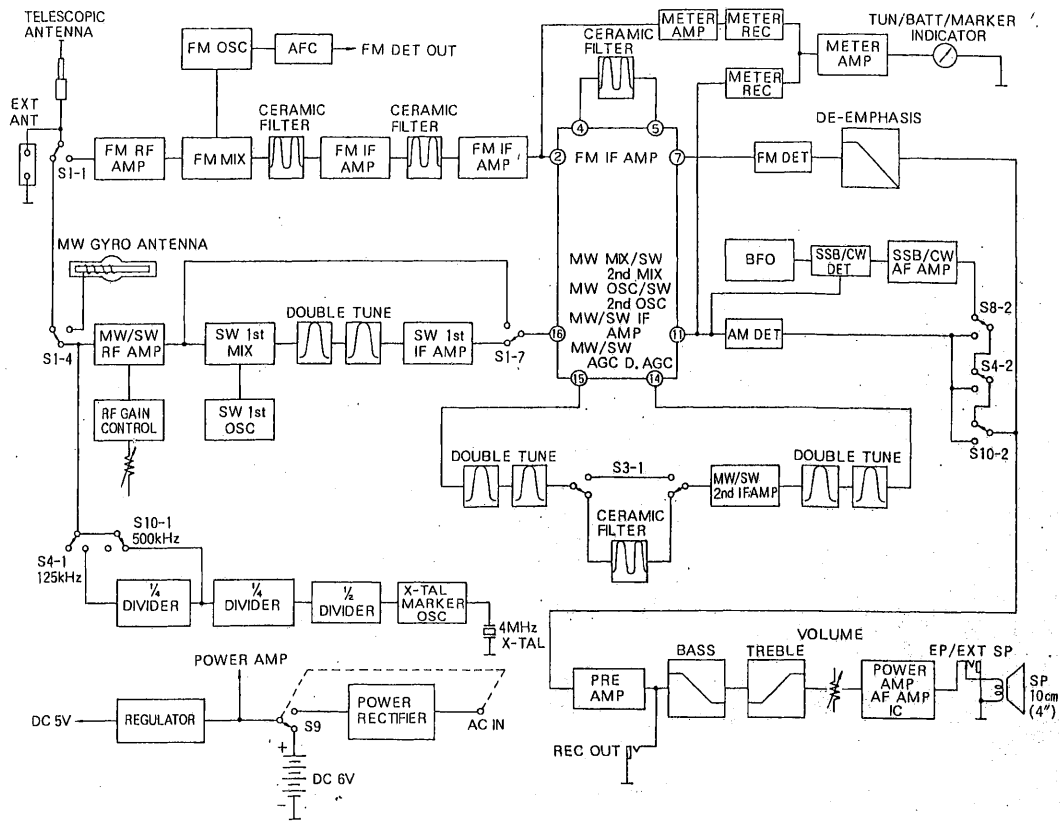 TELESCOPIC
ANTENNA
EXT
ANT
S1-1
FM OSC
AFC
FM DET OUT
FM RF
AMP
FM MIX
CERAMIC
FILTER
FM IF
AMP
CERAMIC
FILTER
FM IF
AMP
CERAMIC
FILTER
METER
AMP
METER
REC
METER
REC
METER
AMP
TUN/BATT/MARKER
INDICATOR
4
5
2
FM IF AMP
7
FM DET
DE-EMPHASIS
MW GYRO ANTENNA
S1-4
MW/SW
RF AMP
RF GAIN
CONTROL
SW 1st
MIX
SW 1st
OSC
DOUBLE TUNE
SW 1st
IF AMP
S1-7
16
MW MIX/SW
2nd MIX
MW OSC/SW
2nd OSC
MW/SW IF
AMP
MW/SW
AGC D. AGC
11
15
14
BFO
SSB/CW
DET
SSB/CW
AF AMP
AM DET
S8-2
S4-2
S10-2
DOUBLE TUNE
S3-1
CERAMIC
FILTER
MW/SW
2nd IF AMP
DOUBLE TUNE
S10-1
500kHz
S4-1
125kHz
1/4
DIVIDER
1/4
DIVIDER
1/2
DIVIDER
X-TAL
MARKER
OSC
4MHz
X-TAL
POWER AMP
DC 5V
REGULATOR
S9
POWER
RECTIFIER
AC IN
+
-
DC 6V
PRE
AMP
REC OUT
BASS
TREBLE
VOLUME
POWER
AMP
AF AMP
IC
EP/EXT SP
SP
10cm
(4")